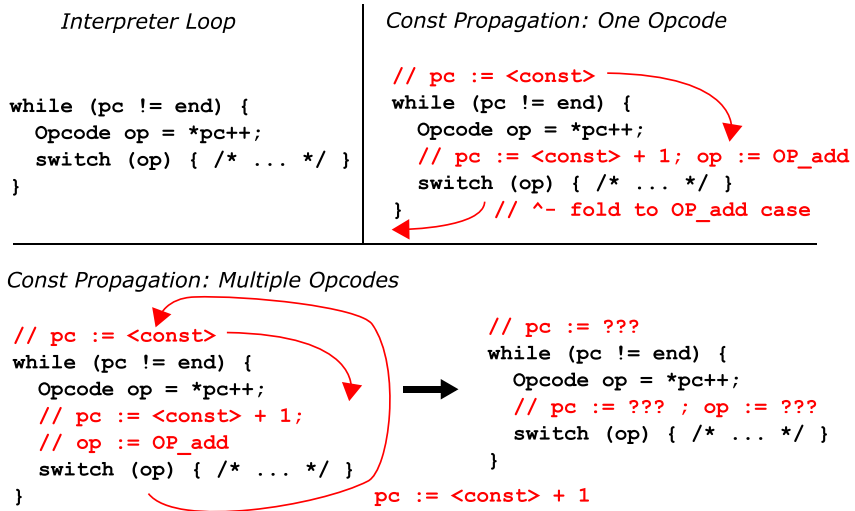 Interpreter Loop
while (pc != end) {
  Opcode op = *pc++;
  switch (op) { /* ... */ }
}
Const Propagation: One Opcode
// pc := <const>
while (pc != end) {
  Opcode op = *pc++;
  // pc := <const> + 1; op := OP_add
  switch (op) { /* ... */ }
}       // ^- fold to OP_add case
Const Propagation: Multiple Opcodes
// pc := <const>
while (pc != end) {
  Opcode op = *pc++;
  // pc := <const> + 1;
  // op := OP_add
  switch (op) { /* ... */ }
}
pc := <const> + 1
// pc := ???
while (pc != end) {
  Opcode op = *pc++;
  // pc := ??? ; op := ???
  switch (op) { /* ... */ }
}